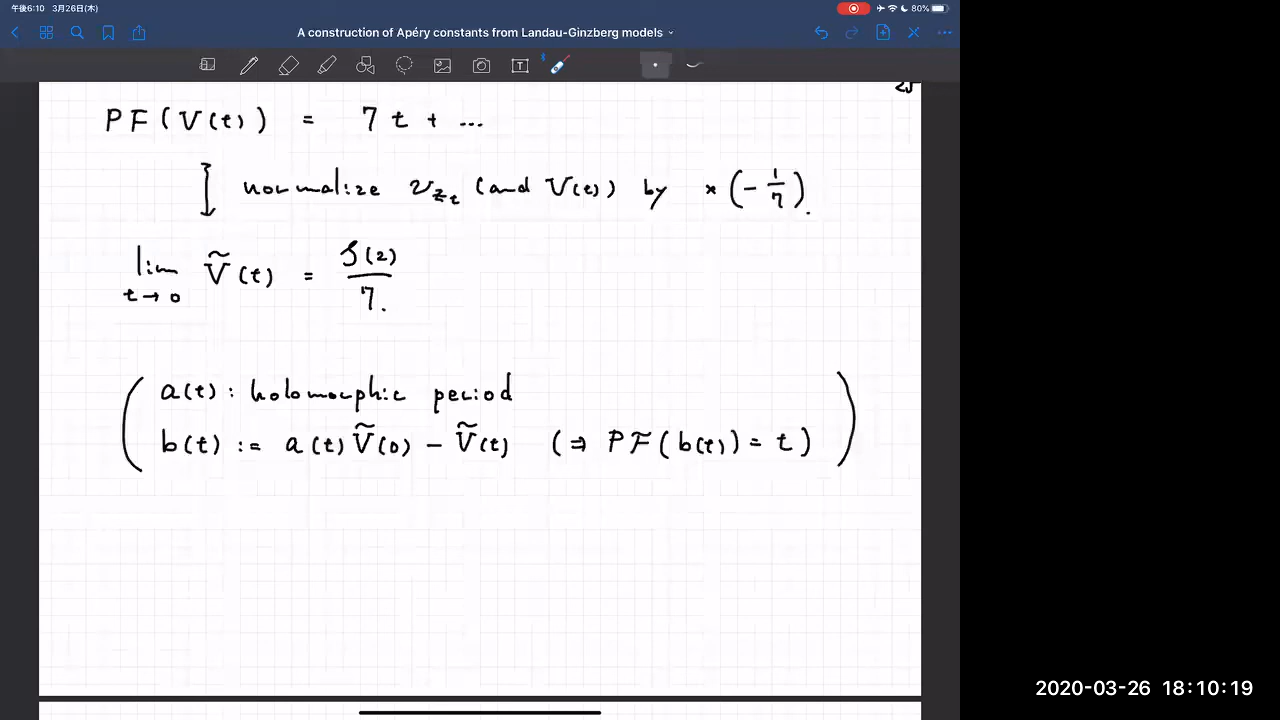 午後6:10 3月26日(木)
80%
A construction of Apéry constants from Landau-Ginzberg models
PF(V(t)) = 7t + ...
normalize v_{Z_t} (and V(t)) by × (-1/7).
lim_{t→0} Ṽ(t) = ζ(2)/7.
( a(t): holomorphic period
b(t) := a(t)Ṽ(0) - Ṽ(t) (⇒ PF(b(t)) = t) )
2020-03-26 18:10:19